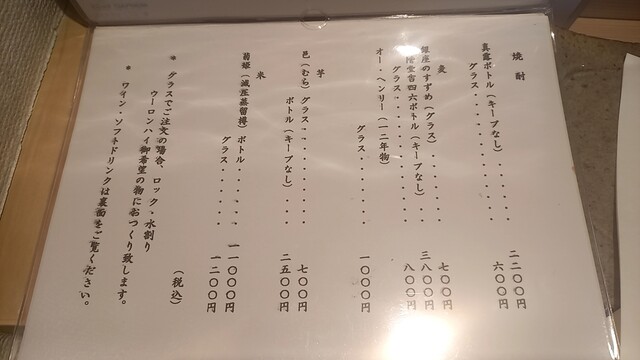 焼酎
真露ボトル(キープなし)・・・・・二二〇〇円
グラス・・・・・・・・・・・六〇〇円
麦
銀座のすずめ(グラス)・・・・・七〇〇円
四六ボトル(キープなし)・・三八〇〇円
グラス・・・・・・・・・・・八〇〇円
オー・ヘンリー(一二年物)
グラス・・・・・・・・一〇〇〇円
芋
邑(むら)グラス・・・・・・・・七〇〇円
ボトル(キープなし)・・・・二五〇〇円
米
(減圧蒸留樽)ボトル・・・・・・一一〇〇〇円
グラス・・・・・・一二〇〇円
(税込)
* グラスでご注文の場合、ロック、水割り
ウーロンハイ御希望の物におつくり致します。
* ワイン・ソフトドリンクは裏面をご覧ください。